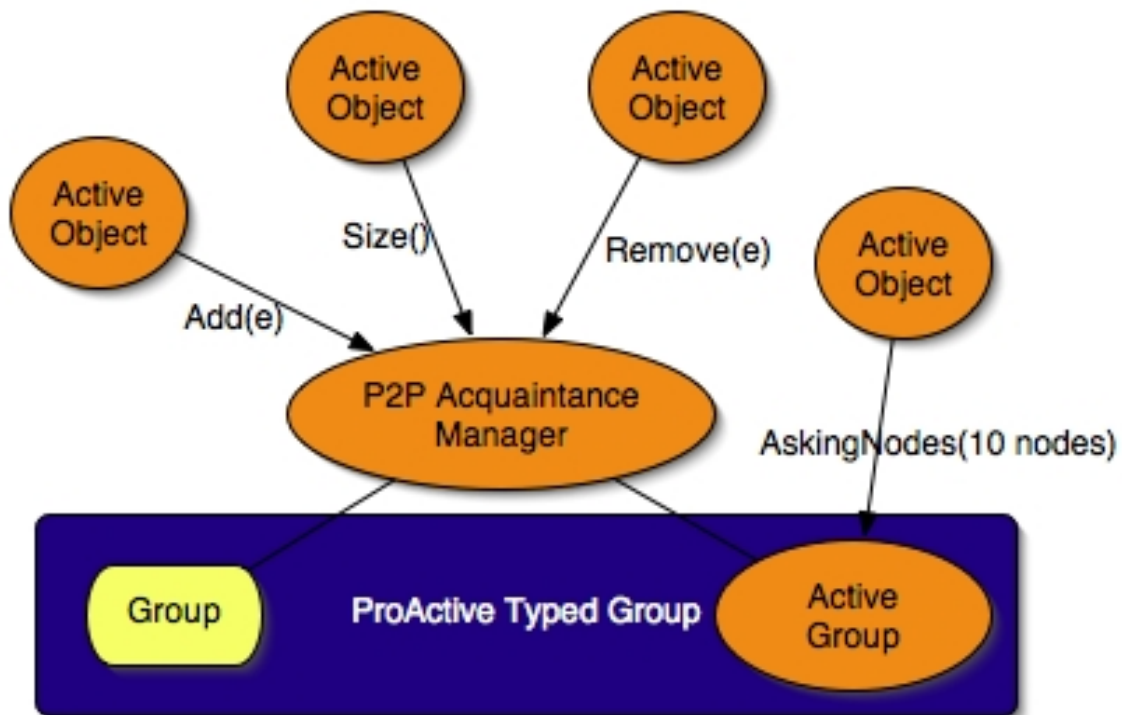 Active
Object
Active
Object
Active
Object
Active
Object
Size()
Remove(e)
Add(e)
P2P Acquaintance
Manager
AskingNodes(10 nodes)
Group
ProActive Typed Group
Active
Group